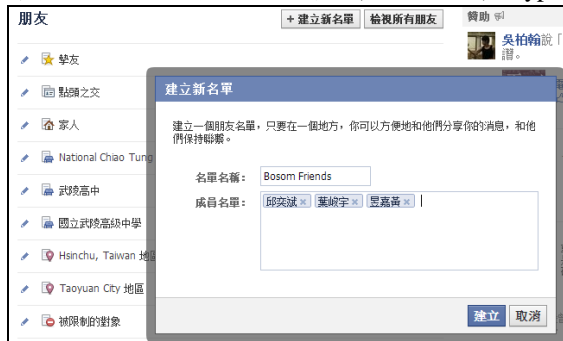 朋友
+ 建立新名單
檢視所有朋友
贊助
吳柏翰說「
讚。
摯友
點頭之交
家人
National Chiao Tung
武陵高中
國立武陵高級中學
Hsinchu, Taiwan 地區
Taoyuan City 地區
被限制的對象
建立新名單
建立一個朋友名單，只要在一個地方，你可以方便地和他們分享你的消息，和他
們保持聯繫。
名單名稱：
Bosom Friends
成員名單：
邱奕斌 × 葉峻宇 × 昱嘉黃 ×
建立
取消